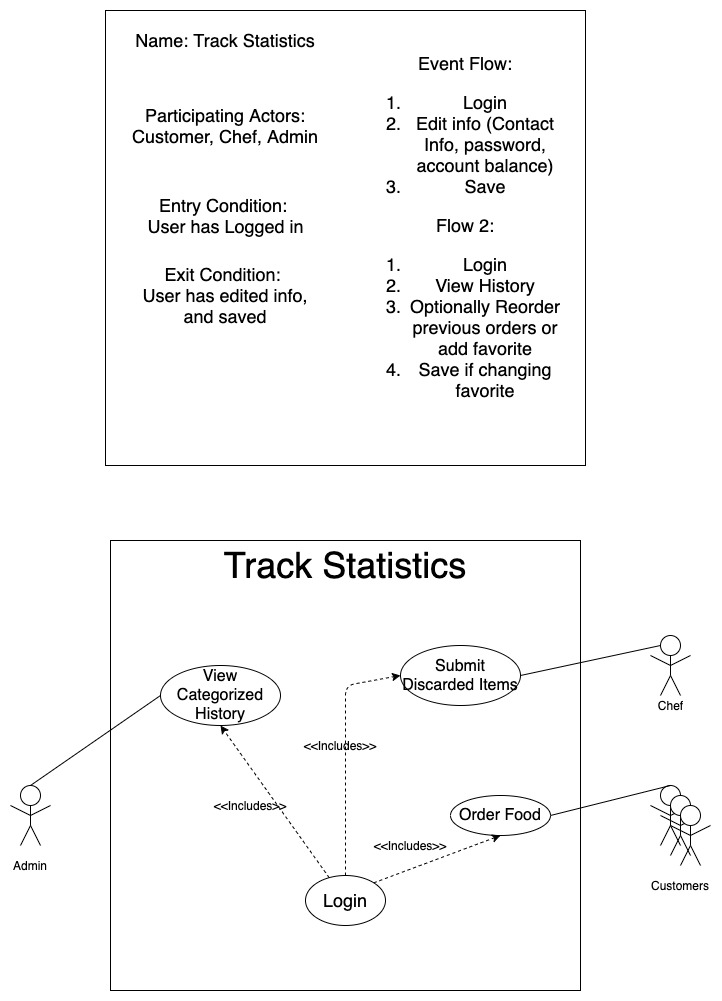 Name: Track Statistics
Participating Actors:
Customer, Chef, Admin
Entry Condition:
User has Logged in
Exit Condition:
User has edited info,
and saved
Event Flow:
1. Login
2. Edit info (Contact
Info, password,
account balance)
3. Save
Flow 2:
1. Login
2. View History
3. Optionally Reorder
previous orders or
add favorite
4. Save if changing
favorite
Track Statistics
View
Categorized
History
Submit
Discarded Items
Chef
<<Includes>>
<<Includes>>
Order Food
<<Includes>>
Admin
Customers
Login